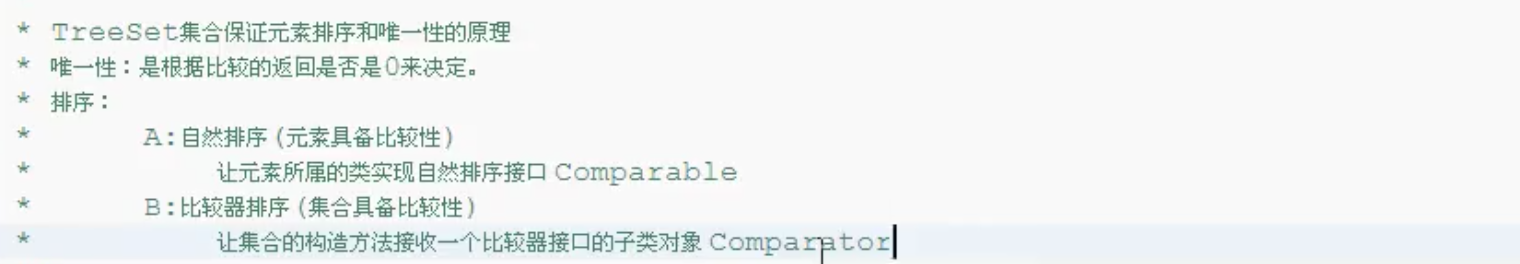 * TreeSet集合保证元素排序和唯一性的原理
* 唯一性：是根据比较的返回是否是0来决定。
* 排序：
* A:自然排序(元素具备比较性)
* 让元素所属的类实现自然排序接口 Comparable
* B:比较器排序(集合具备比较性)
* 让集合的构造方法接收一个比较器接口的子类对象 Comparator